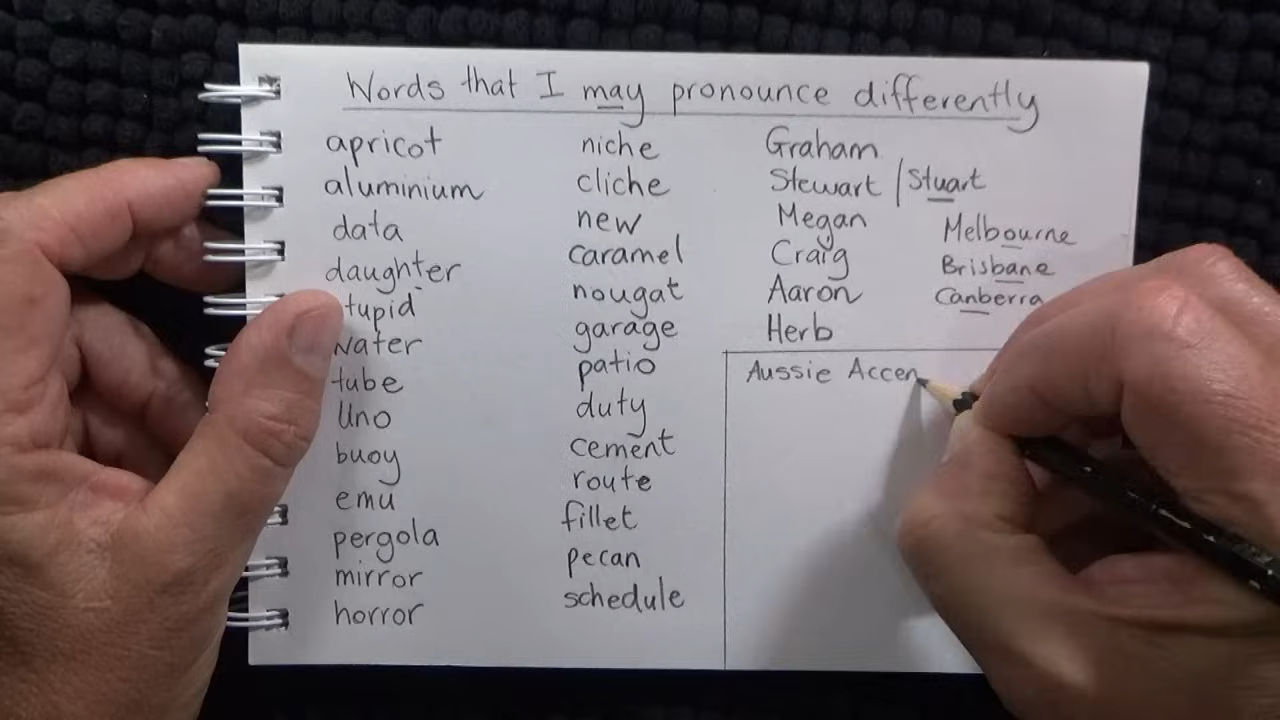 Words that I may pronounce differently
apricot
aluminium
data
daughter
stupid
water
tube
Uno
buoy
emu
pergola
mirror
horror
niche
cliche
new
caramel
nougat
garage
patio
duty
cement
route
fillet
pecan
schedule
Graham
Stewart / Stuart
Megan
Craig
Aaron
Herb
Melbourne
Brisbane
Canberra
Aussie Accen